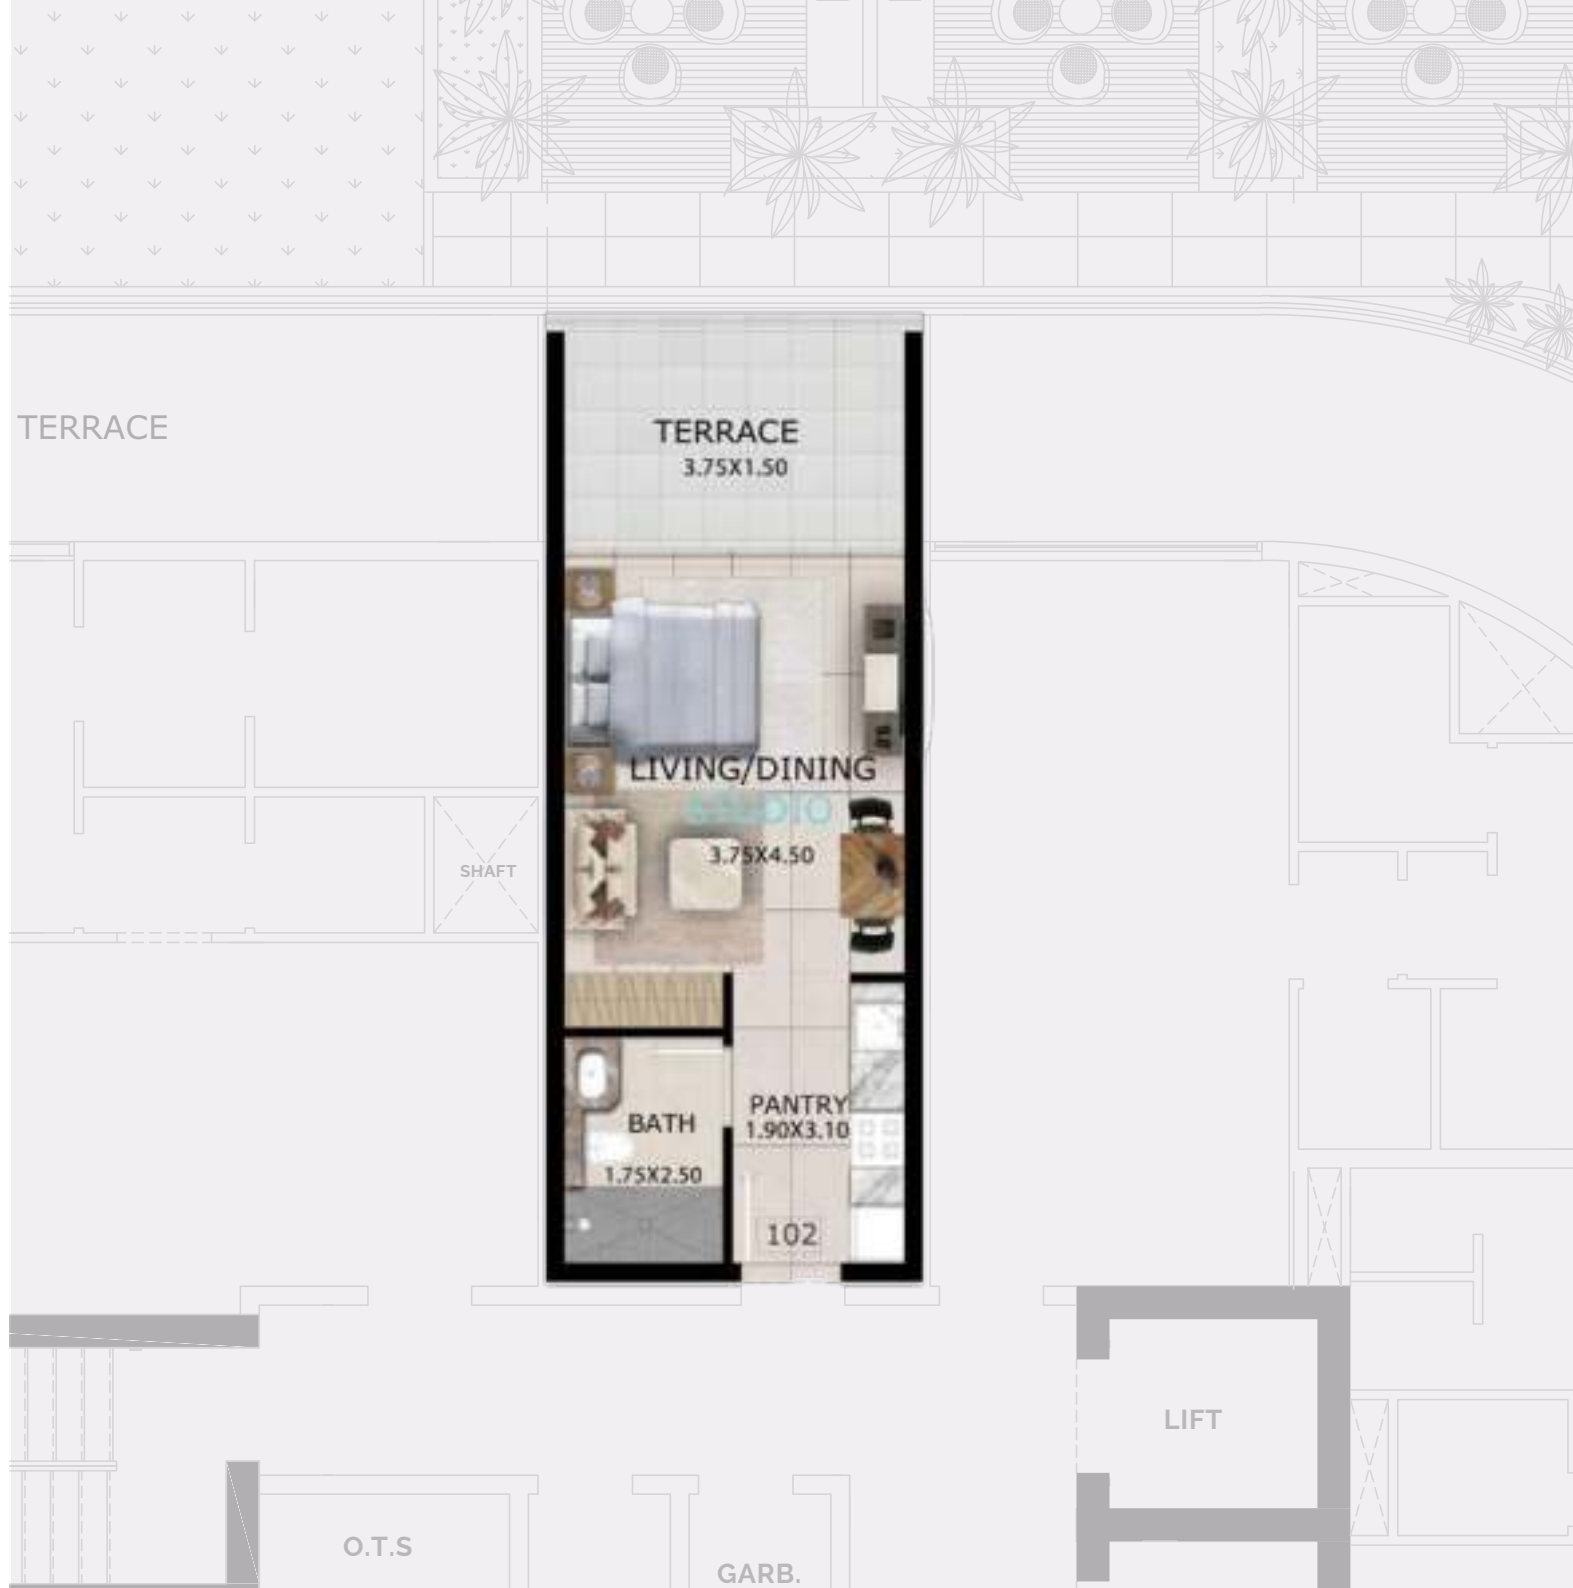 TERRACE
TERRACE
3.75X1.50
LIVING/DINING
3.75X4.50
SHAFT
PANTRY
1.90X3.10
BATH
1.75X2.50
102
LIFT
O.T.S
GARB.